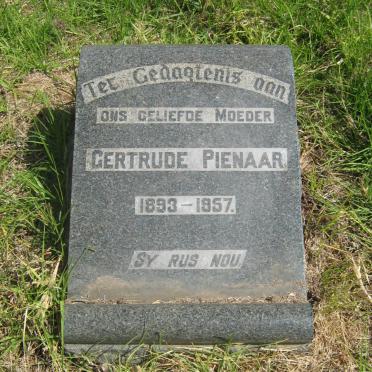 Ter Gedagtenis aan
ONS GELIEFDE MOEDER
GERTRUDE PIENAAR
1893-1957.
SY RUS NOU